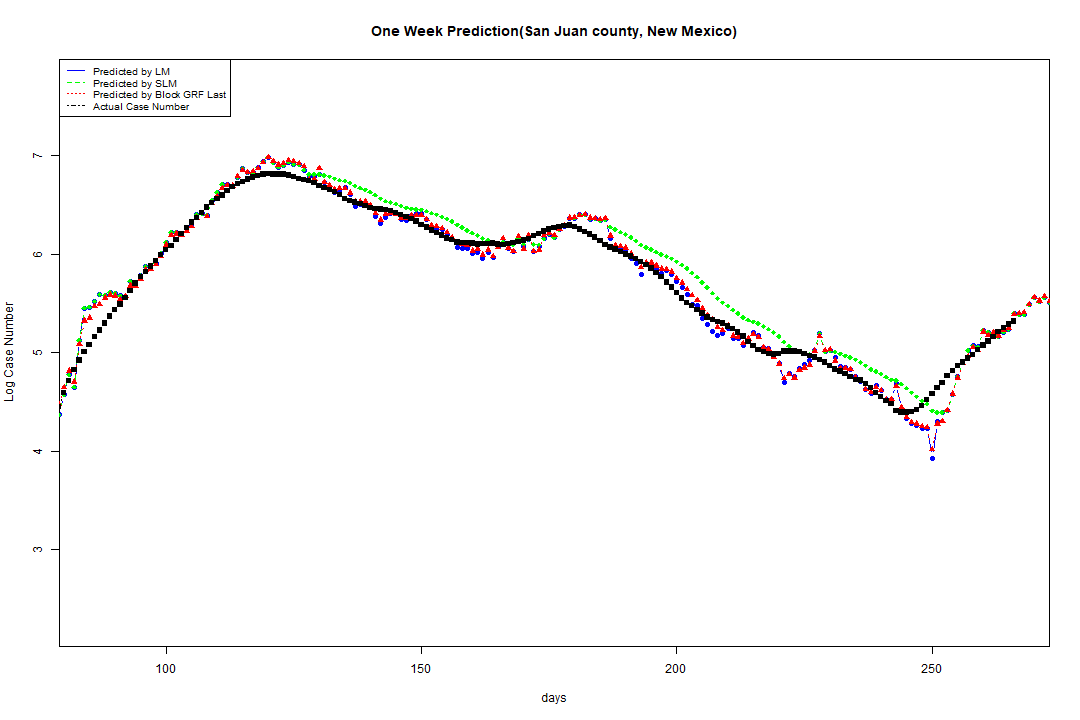 One Week Prediction(San Juan county, New Mexico)
Predicted by LM
Predicted by SLM
Predicted by Block GRF Last
Actual Case Number
7
6
5
4
3
Log Case Number
100 150 200 250
days